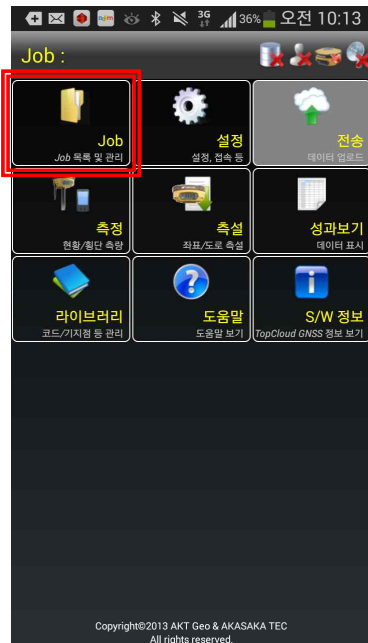 3G 36% 오전 10:13
Job :
Job
Job 목록 및 관리
설정
설정, 접속 등
전송
데이터 업로드
측정
현황/횡단 측량
측설
좌표/도로 측설
성과보기
데이터 표시
라이브러리
코드/기지점 등 관리
도움말
도움말 보기
S/W 정보
TopCloud GNSS 정보 보기
Copyright©2013 AKT Geo & AKASAKA TEC
All rights reserved.